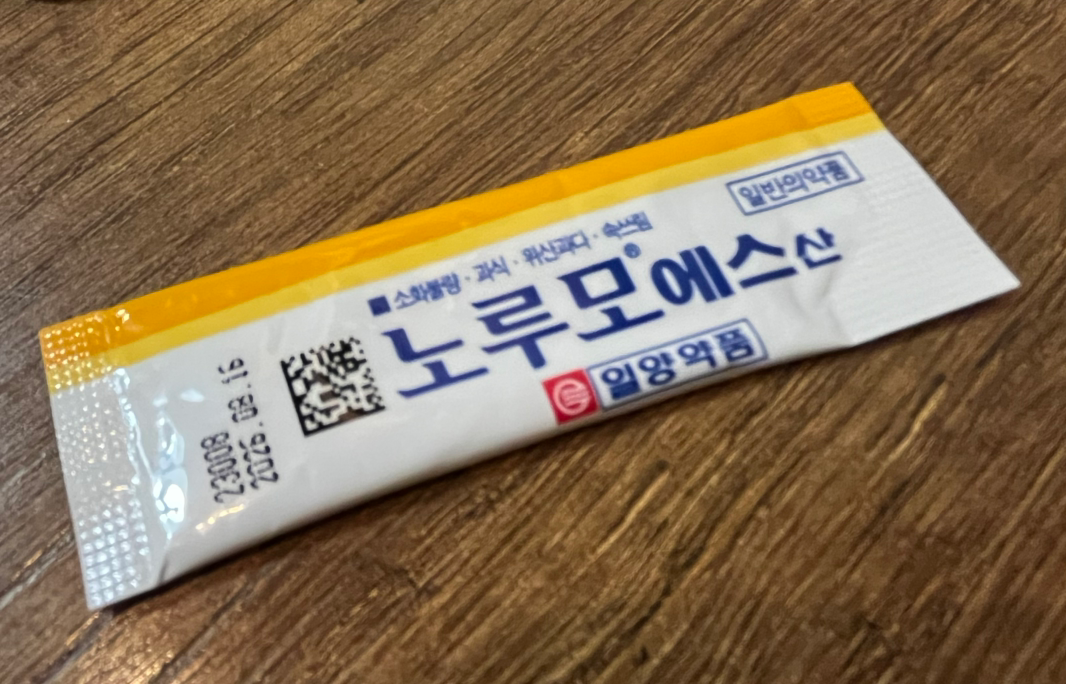 일반의약품
■ 소화불량 · 과식 · 위산과다 · 속쓰림
노루모® 에스산
일양약품
23008
2026.08.16